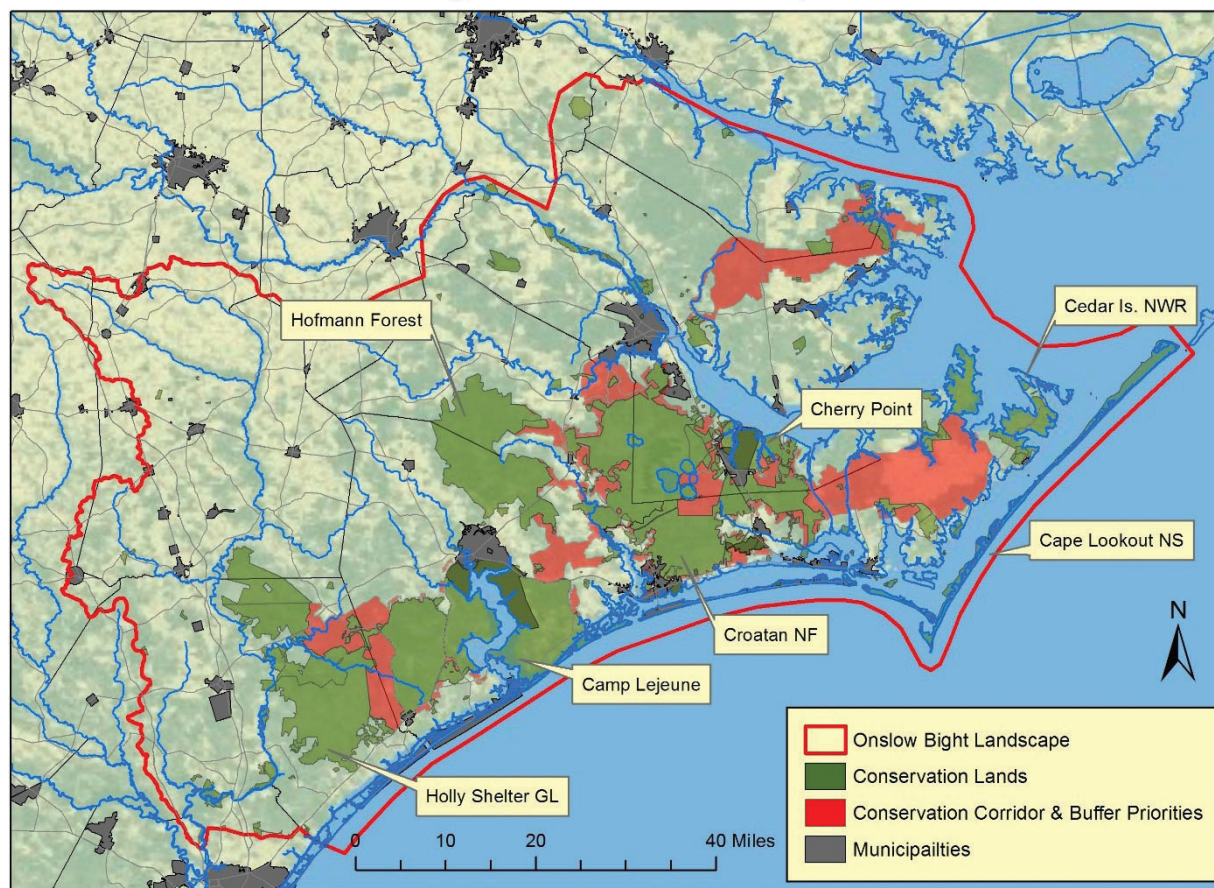 Hofmann Forest
Cedar Is. NWR
Cherry Point
Cape Lookout NS
N
Croatan NF
Camp Lejeune
Holly Shelter GL
0 10 20 40 Miles
Onslow Bight Landscape
Conservation Lands
Conservation Corridor & Buffer Priorities
Municipailties